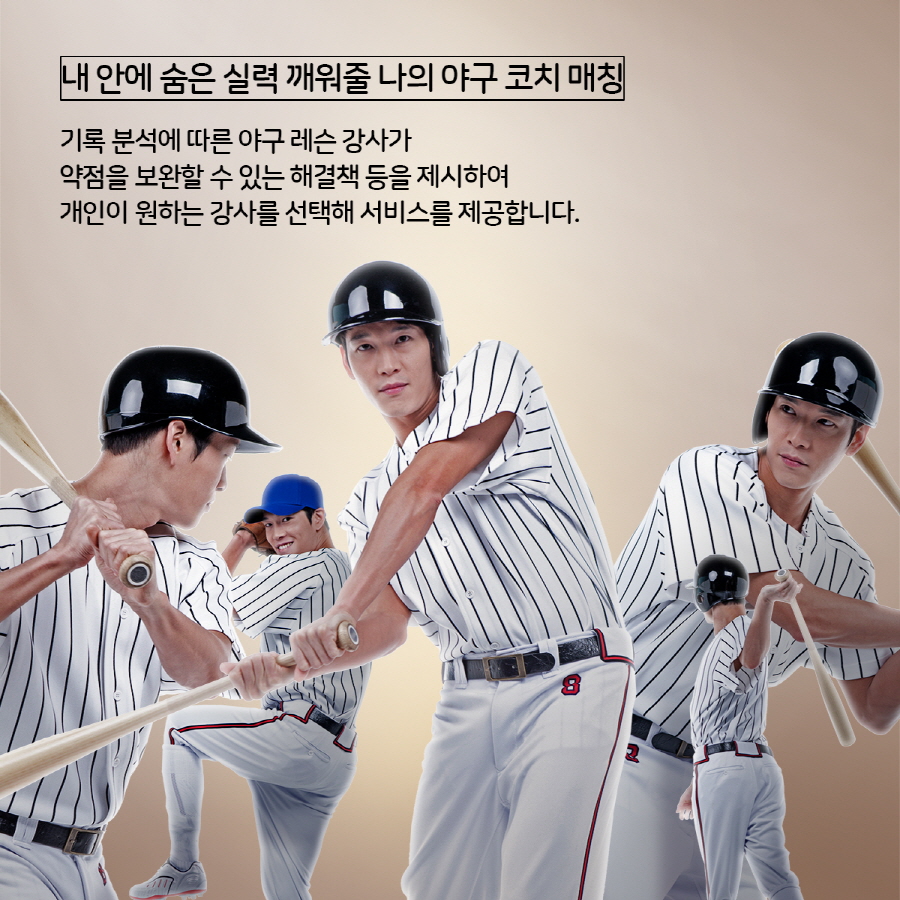 내 안에 숨은 실력 깨워줄 나의 야구 코치 매칭
기록 분석에 따른 야구 레슨 강사가
약점을 보완할 수 있는 해결책 등을 제시하여
개인이 원하는 강사를 선택해 서비스를 제공합니다.
8